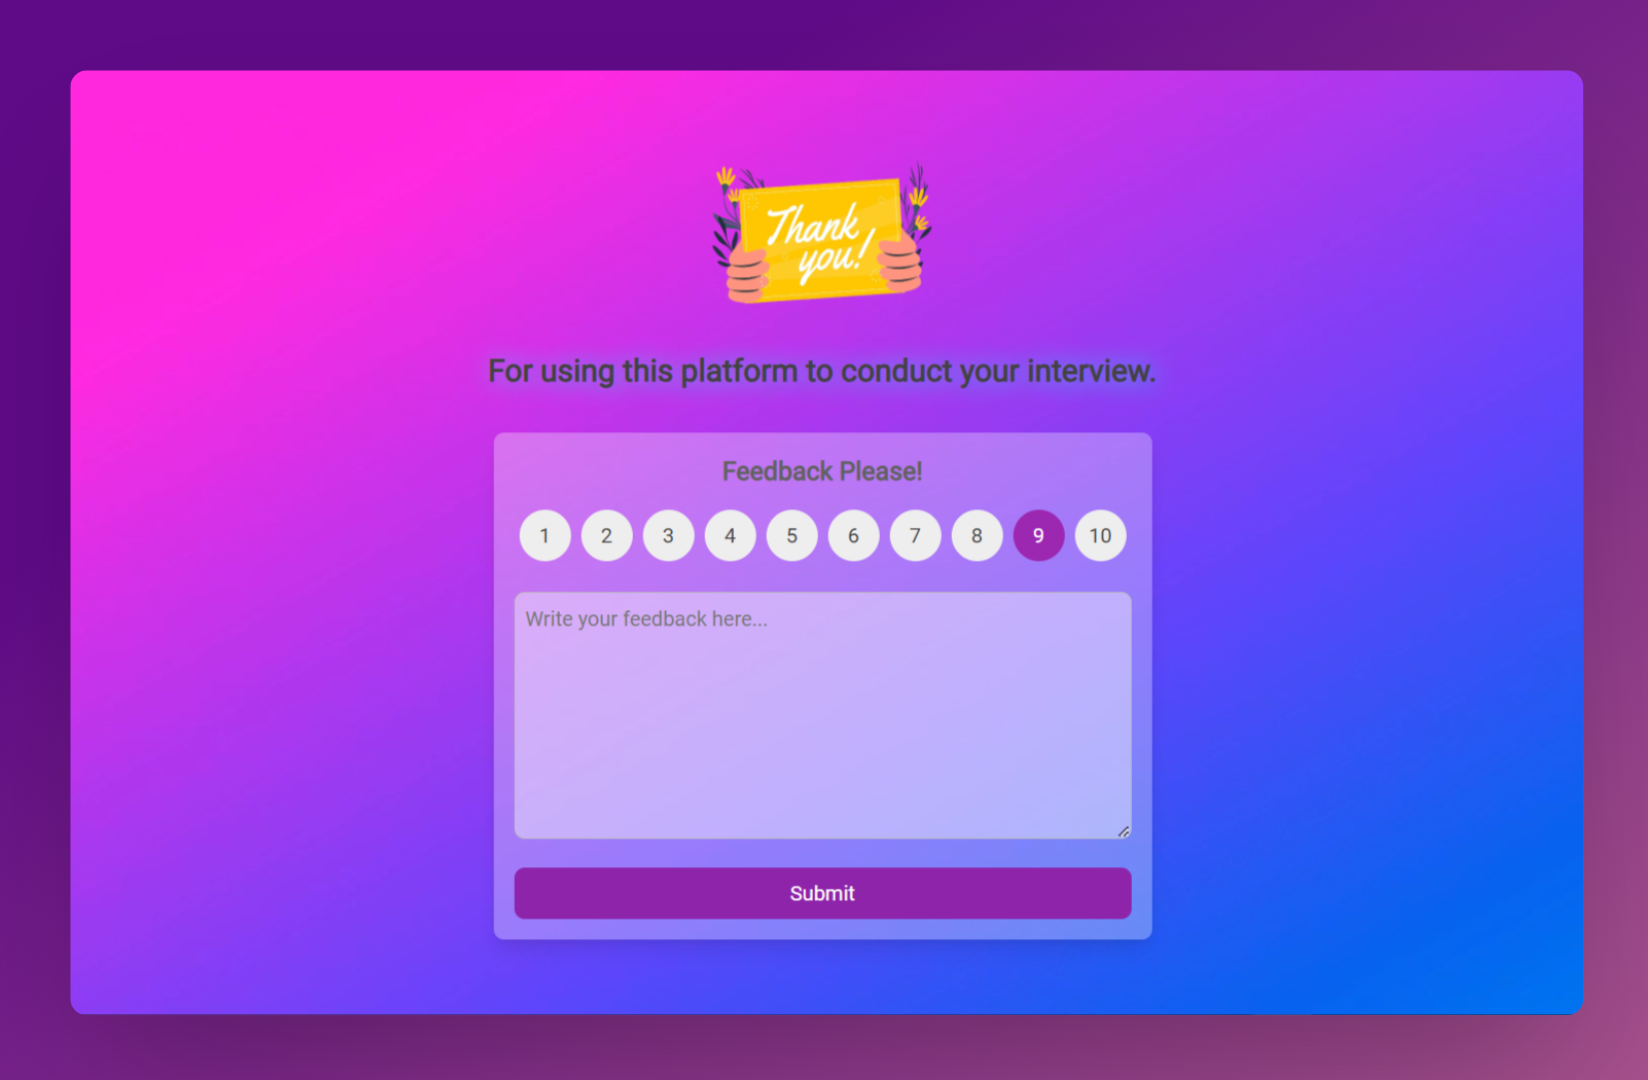 Thank
you!
For using this platform to conduct your interview.
Feedback Please!
1 2 3 4 5 6 7 8 9 10
Write your feedback here...
Submit